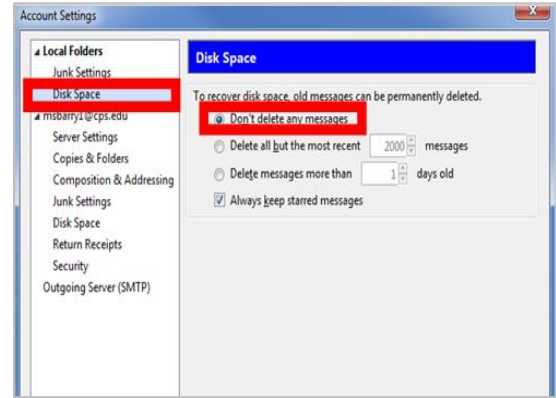 Account Settings
Local Folders
Junk Settings
Disk Space
msbarry1@cps.edu
Server Settings
Copies & Folders
Composition & Addressing
Junk Settings
Disk Space
Return Receipts
Security
Outgoing Server (SMTP)
Disk Space
To recover disk space, old messages can be permanently deleted.
Don't delete any messages
Delete all but the most recent 2000 messages
Delete messages more than 1 days old
Always keep starred messages